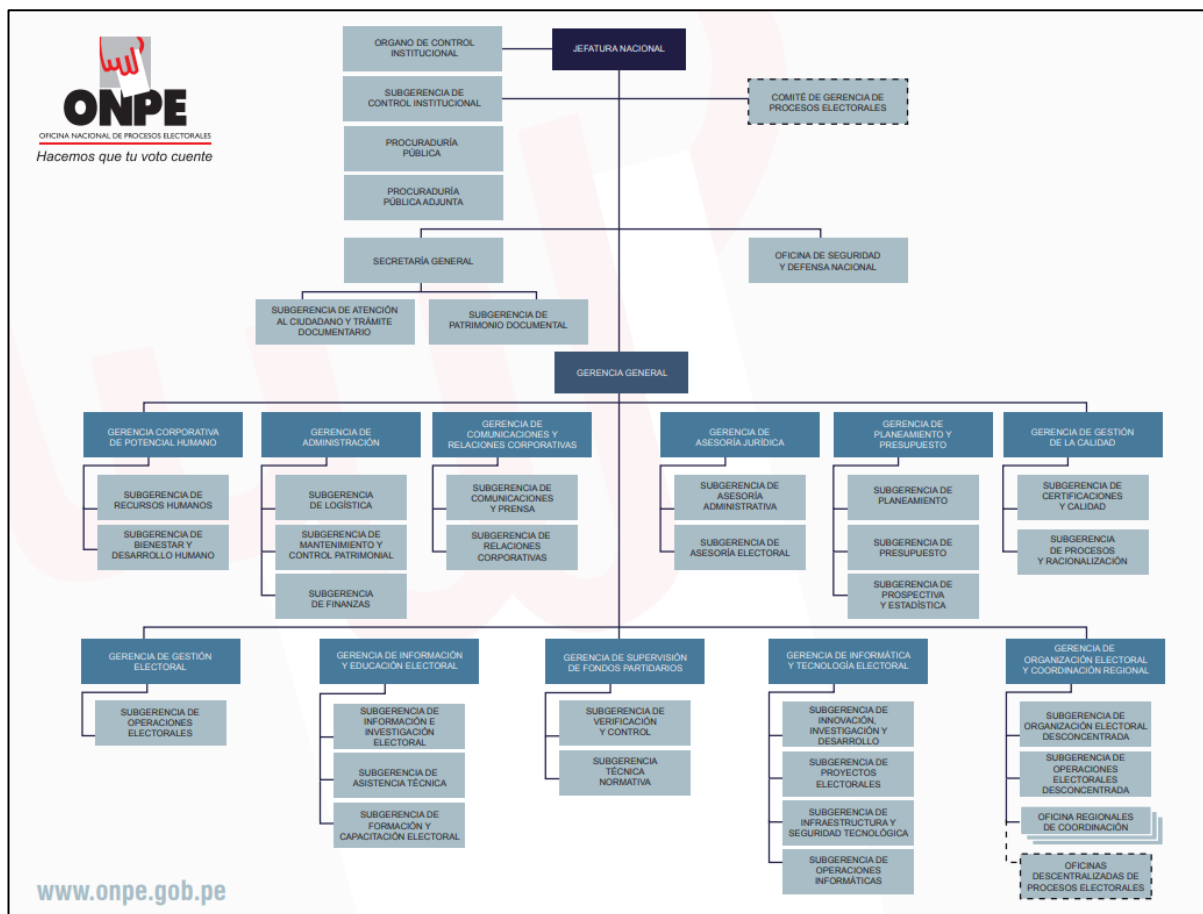 ONPE
OFICINA NACIONAL DE PROCESOS ELECTORALES
Hacemos que tu voto cuente
ORGANO DE CONTROL
INSTITUCIONAL
JEFATURA NACIONAL
SUBGERENCIA DE
CONTROL INSTITUCIONAL
COMITÉ DE GERENCIA DE
PROCESOS ELECTORALES
PROCURADURÍA
PÚBLICA
PROCURADURÍA
PÚBLICA ADJUNTA
SECRETARÍA GENERAL
OFICINA DE SEGURIDAD
Y DEFENSA NACIONAL
SUBGERENCIA DE ATENCIÓN
AL CIUDADANO Y TRÁMITE
DOCUMENTARIO
SUBGERENCIA DE
PATRIMONIO DOCUMENTAL
GERENCIA GENERAL
GERENCIA CORPORATIVA
DE POTENCIAL HUMANO
SUBGERENCIA DE
RECURSOS HUMANOS
SUBGERENCIA DE
BIENESTAR Y
DESARROLLO HUMANO
GERENCIA DE
ADMINISTRACIÓN
SUBGERENCIA
DE LOGÍSTICA
SUBGERENCIA DE
MANTENIMIENTO Y
CONTROL PATRIMONIAL
SUBGERENCIA
DE FINANZAS
GERENCIA DE
COMUNICACIONES Y
RELACIONES CORPORATIVAS
SUBGERENCIA DE
COMUNICACIONES
Y PRENSA
SUBGERENCIA DE
RELACIONES
CORPORATIVAS
GERENCIA DE
ASESORÍA JURÍDICA
SUBGERENCIA DE
ASESORÍA
ADMINISTRATIVA
SUBGERENCIA DE
ASESORÍA ELECTORAL
GERENCIA DE
PLANEAMIENTO Y
PRESUPUESTO
SUBGERENCIA DE
PLANEAMIENTO
SUBGERENCIA DE
PRESUPUESTO
SUBGERENCIA DE
PROSPECTIVA
Y ESTADÍSTICA
GERENCIA DE GESTIÓN
DE LA CALIDAD
SUBGERENCIA DE
CERTIFICACIONES
Y CALIDAD
SUBGERENCIA
DE PROCESOS
Y RACIONALIZACIÓN
GERENCIA DE GESTIÓN
ELECTORAL
SUBGERENCIA DE
OPERACIONES
ELECTORALES
GERENCIA DE INFORMACIÓN
Y EDUCACIÓN ELECTORAL
SUBGERENCIA DE
INFORMACIÓN E
INVESTIGACIÓN
ELECTORAL
SUBGERENCIA DE
ASISTENCIA TÉCNICA
SUBGERENCIA DE
FORMACIÓN Y
CAPACITACIÓN ELECTORAL
GERENCIA DE SUPERVISIÓN
DE FONDOS PARTIDARIOS
SUBGERENCIA DE
VERIFICACIÓN
Y CONTROL
SUBGERENCIA
TÉCNICA
NORMATIVA
GERENCIA DE INFORMÁTICA
Y TECNOLOGÍA ELECTORAL
SUBGERENCIA DE
INNOVACIÓN,
INVESTIGACIÓN Y
DESARROLLO
SUBGERENCIA DE
PROYECTOS
ELECTORALES
SUBGERENCIA DE
INFRAESTRUCTURA Y
SEGURIDAD TECNOLÓGICA
SUBGERENCIA DE
OPERACIONES
INFORMÁTICAS
GERENCIA DE
ORGANIZACIÓN ELECTORAL
Y COORDINACIÓN REGIONAL
SUBGERENCIA DE
ORGANIZACIÓN ELECTORAL
DESCONCENTRADA
SUBGERENCIA DE
OPERACIONES
ELECTORALES
DESCONCENTRADA
OFICINA REGIONALES
DE COORDINACIÓN
OFICINAS
DESCENTRALIZADAS DE
PROCESOS ELECTORALES
www.onpe.gob.pe